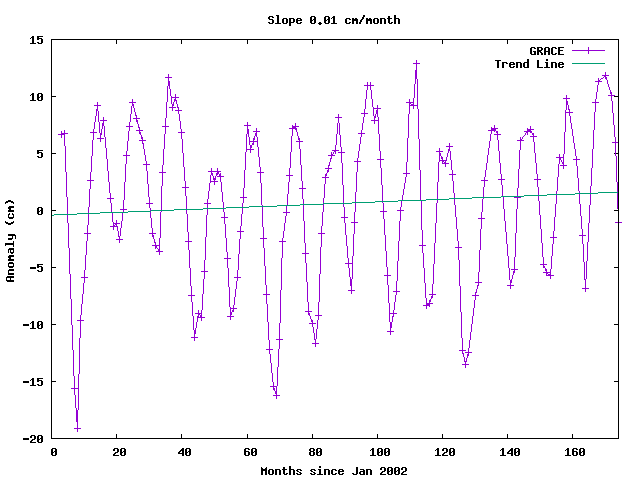 Slope 0.01 cm/month
GRACE
Trend Line
15
10
5
0
-5
-10
-15
-20
Anomaly (cm)
0 20 40 60 80 100 120 140 160
Months since Jan 2002